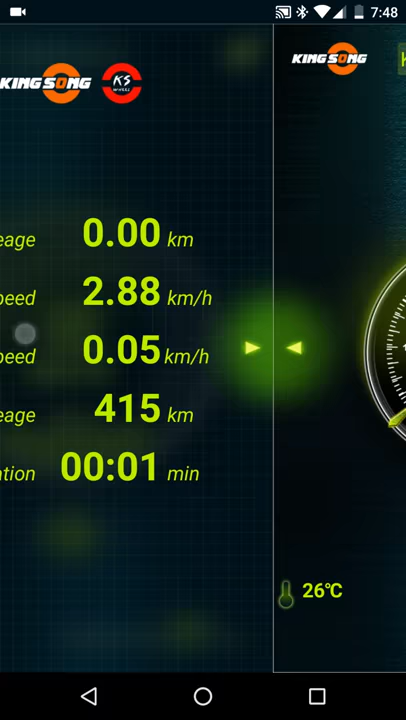 7:48
KINGSONG
KS
WHEEL
KINGSONG
K
eage 0.00 km
peed 2.88 km/h
peed 0.05 km/h
eage 415 km
ation 00:01 min
26℃